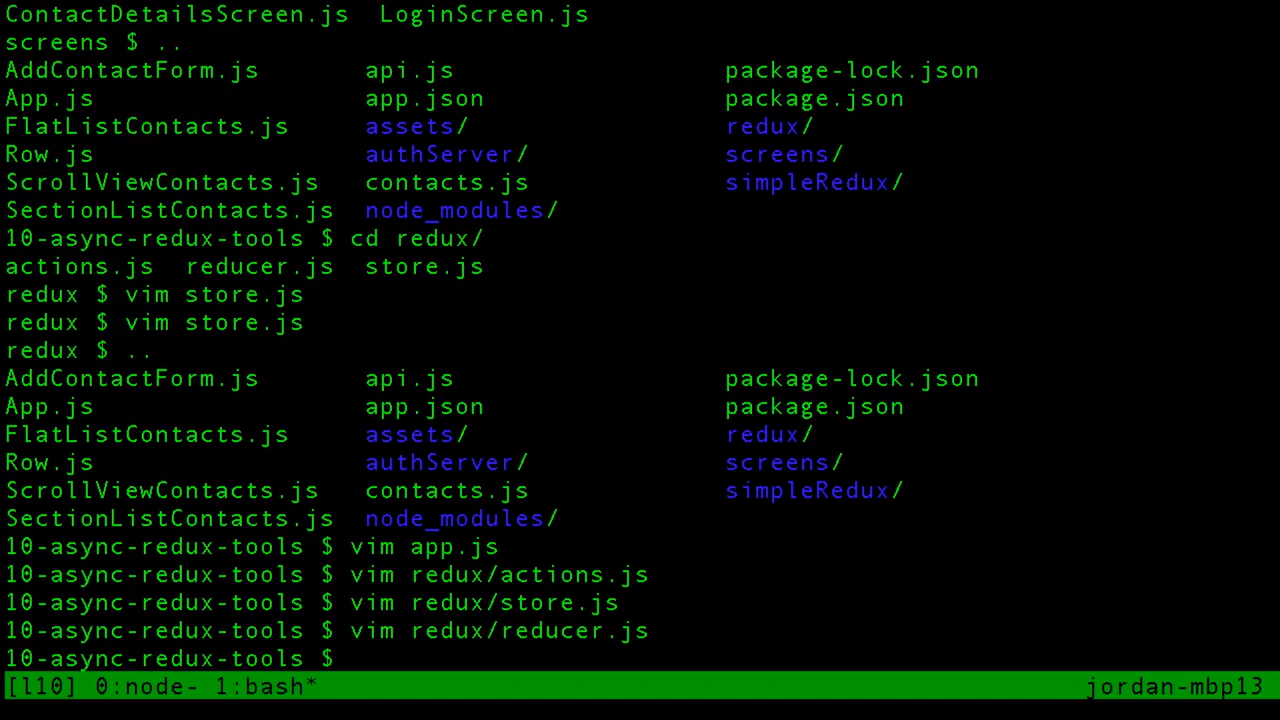 ContactDetailsScreen.js  LoginScreen.js
screens $ ..
AddContactForm.js       api.js                  package-lock.json
App.js                  app.json                package.json
FlatListContacts.js     assets/                 redux/
Row.js                  authServer/             screens/
ScrollViewContacts.js   contacts.js             simpleRedux/
SectionListContacts.js  node_modules/
10-async-redux-tools $ cd redux/
actions.js  reducer.js  store.js
redux $ vim store.js
redux $ vim store.js
redux $ ..
AddContactForm.js       api.js                  package-lock.json
App.js                  app.json                package.json
FlatListContacts.js     assets/                 redux/
Row.js                  authServer/             screens/
ScrollViewContacts.js   contacts.js             simpleRedux/
SectionListContacts.js  node_modules/
10-async-redux-tools $ vim app.js
10-async-redux-tools $ vim redux/actions.js
10-async-redux-tools $ vim redux/store.js
10-async-redux-tools $ vim redux/reducer.js
10-async-redux-tools $
[l10] 0:node- 1:bash*                                                   jordan-mbp13